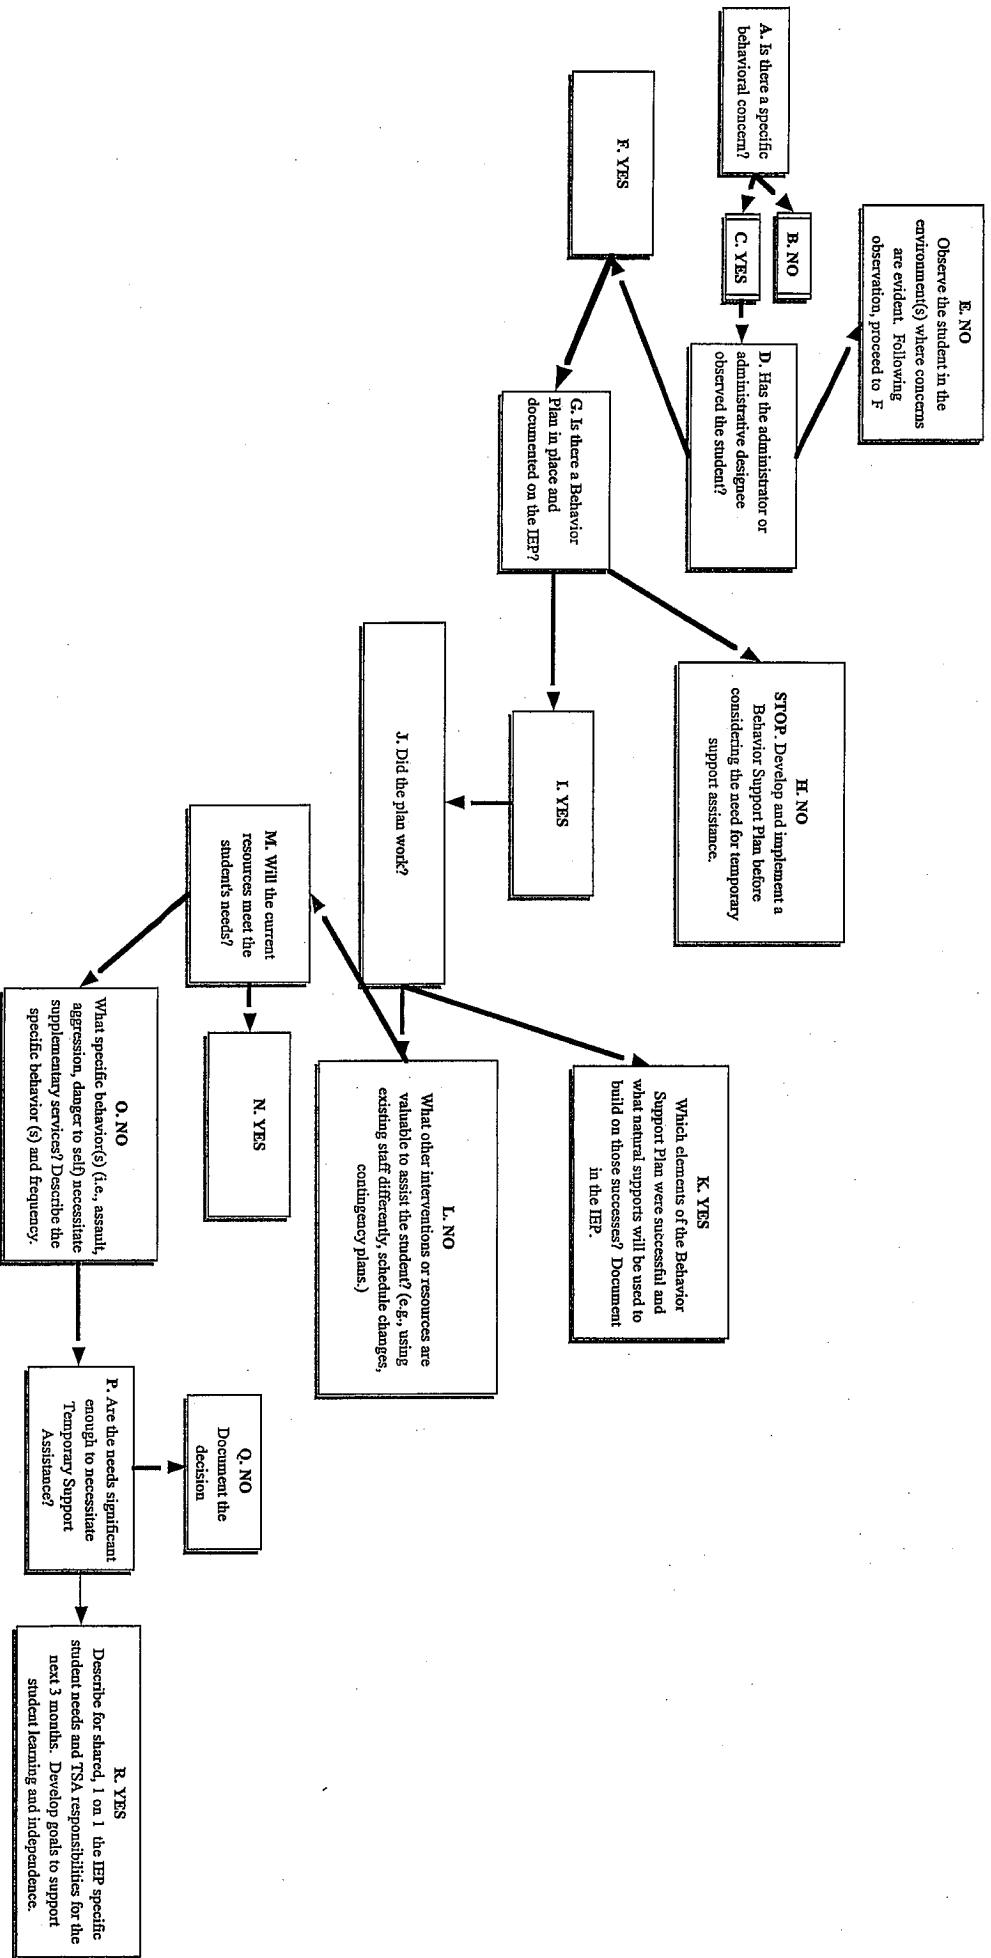 A. Is there a specific
behavioral concern?
B. NO
C. YES
D. Has the administrator or
administrative designee
observed the student?
E. NO
Observe the student in the
environment(s) where concerns
are evident. Following
observation, proceed to F
F. YES
G. Is there a Behavior
Plan in place and
documented on the IEP?
H. NO
STOP. Develop and implement a
Behavior Support Plan before
considering the need for temporary
support assistance.
I. YES
J. Did the plan work?
K. YES
Which elements of the Behavior
Support Plan were successful and
what natural supports will be used to
build on those successes? Document
in the IEP.
L. NO
What other interventions or resources are
valuable to assist the student? (e.g., using
existing staff differently, schedule changes,
contingency plans.)
M. Will the current
resources meet the
student's needs?
N. YES
O. NO
What specific behavior(s) (i.e., assault,
aggression, danger to self) necessitate
supplementary services? Describe the
specific behavior (s) and frequency.
P. Are the needs significant
enough to necessitate
Temporary Support
Assistance?
Q. NO
Document the
decision
R. YES
Describe for shared, 1 on 1 the IEP specific
student needs and TSA responsibilities for the
next 3 months. Develop goals to support
student learning and independence.